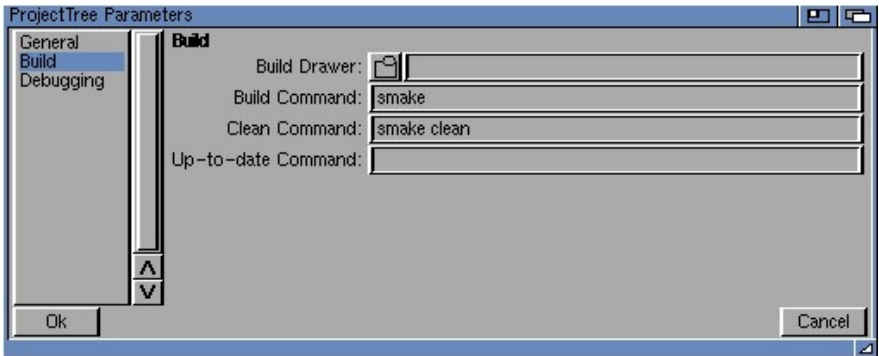 ProjectTree Parameters
General
Build
Debugging
Build
Build Drawer:
Build Command: smake
Clean Command: smake clean
Up-to-date Command:
Ok
Cancel